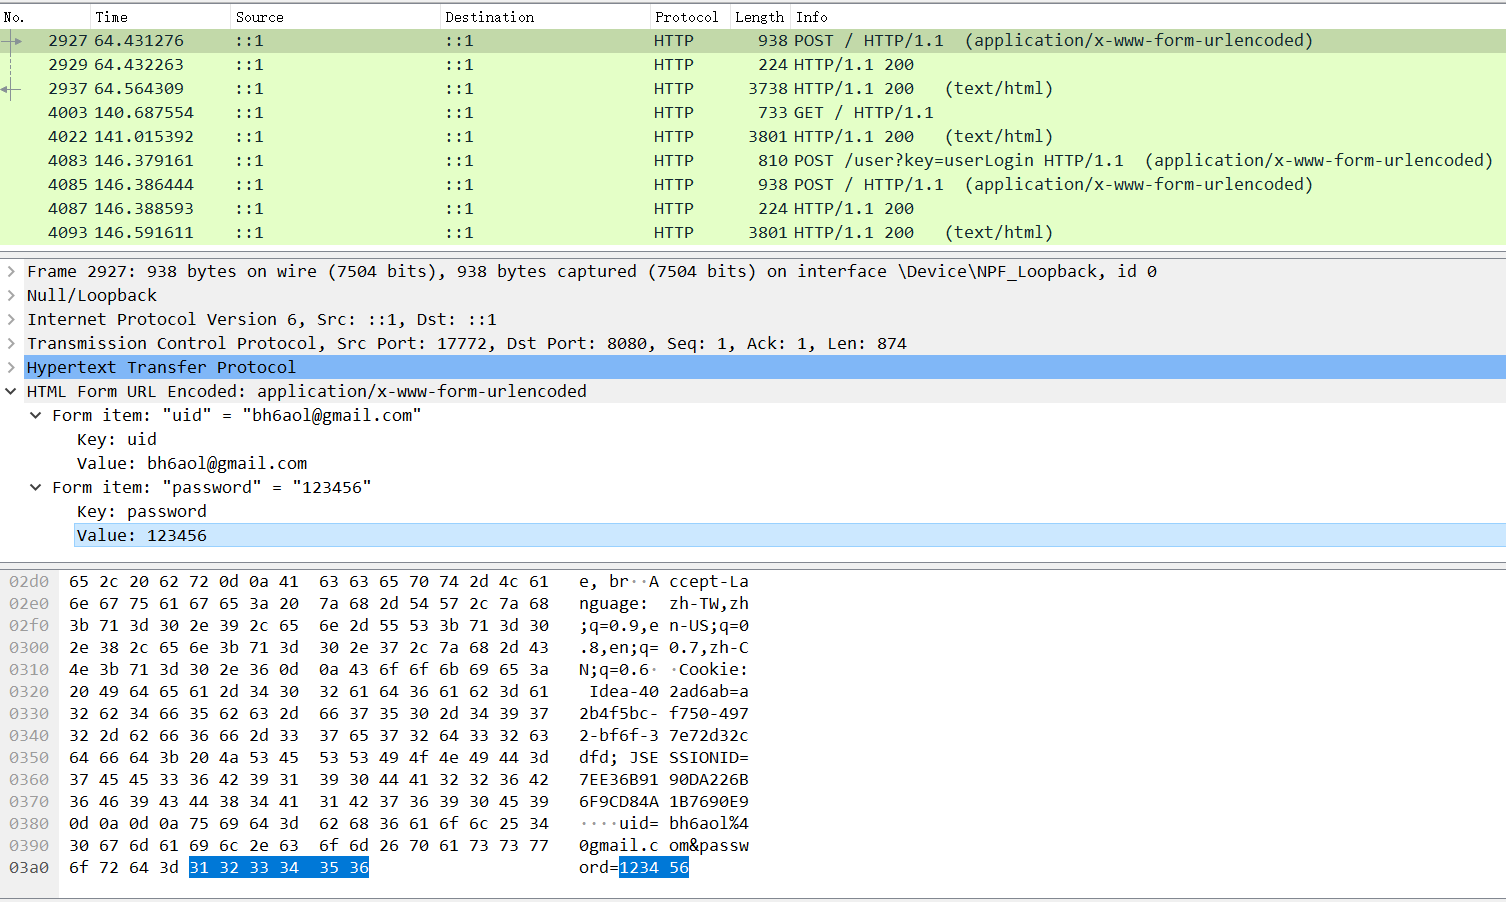 No. Time Source Destination Protocol Length Info
2927 64.431276 ::1 ::1 HTTP 938 POST / HTTP/1.1  (application/x-www-form-urlencoded)
2929 64.432263 ::1 ::1 HTTP 224 HTTP/1.1 200
2937 64.564309 ::1 ::1 HTTP 3738 HTTP/1.1 200   (text/html)
4003 140.687554 ::1 ::1 HTTP 733 GET / HTTP/1.1
4022 141.015392 ::1 ::1 HTTP 3801 HTTP/1.1 200   (text/html)
4083 146.379161 ::1 ::1 HTTP 810 POST /user?key=userLogin HTTP/1.1  (application/x-www-form-urlencoded)
4085 146.386444 ::1 ::1 HTTP 938 POST / HTTP/1.1  (application/x-www-form-urlencoded)
4087 146.388593 ::1 ::1 HTTP 224 HTTP/1.1 200
4093 146.591611 ::1 ::1 HTTP 3801 HTTP/1.1 200   (text/html)
Frame 2927: 938 bytes on wire (7504 bits), 938 bytes captured (7504 bits) on interface \Device\NPF_Loopback, id 0
Null/Loopback
Internet Protocol Version 6, Src: ::1, Dst: ::1
Transmission Control Protocol, Src Port: 17772, Dst Port: 8080, Seq: 1, Ack: 1, Len: 874
Hypertext Transfer Protocol
HTML Form URL Encoded: application/x-www-form-urlencoded
Form item: "uid" = "bh6aol@gmail.com"
Key: uid
Value: bh6aol@gmail.com
Form item: "password" = "123456"
Key: password
Value: 123456
02d0 65 2c 20 62 72 0d 0a 41 63 63 65 70 74 2d 4c 61 e, br··A ccept-La
02e0 6e 67 75 61 67 65 3a 20 7a 68 2d 54 57 2c 7a 68 nguage:  zh-TW,zh
02f0 3b 71 3d 30 2e 39 2c 65 6e 2d 55 53 3b 71 3d 30 ;q=0.9,e n-US;q=0
0300 2e 38 2c 65 6e 3b 71 3d 30 2e 37 2c 7a 68 2d 43 .8,en;q= 0.7,zh-C
0310 4e 3b 71 3d 30 2e 36 0d 0a 43 6f 6f 6b 69 65 3a N;q=0.6· ·Cookie:
0320 20 49 64 65 61 2d 34 30 32 61 64 36 61 62 3d 61 Idea-40 2ad6ab=a
0330 32 62 34 66 35 62 63 2d 66 37 35 30 2d 34 39 37 2b4f5bc- f750-497
0340 32 2d 62 66 36 66 2d 33 37 65 37 32 64 33 32 63 2-bf6f-3 7e72d32c
0350 64 66 64 3b 20 4a 53 45 53 53 49 4f 4e 49 44 3d dfd; JSE SSIONID=
0360 37 45 45 33 36 42 39 31 39 30 44 41 32 32 36 42 7EE36B91 90DA226B
0370 36 46 39 43 44 38 34 41 31 42 37 36 39 30 45 39 6F9CD84A 1B7690E9
0380 0d 0a 0d 0a 75 69 64 3d 62 68 36 61 6f 6c 25 34 ····uid= bh6aol%4
0390 30 67 6d 61 69 6c 2e 63 6f 6d 26 70 61 73 73 77 0gmail.c om&passw
03a0 6f 72 64 3d 31 32 33 34 35 36 ord=1234 56